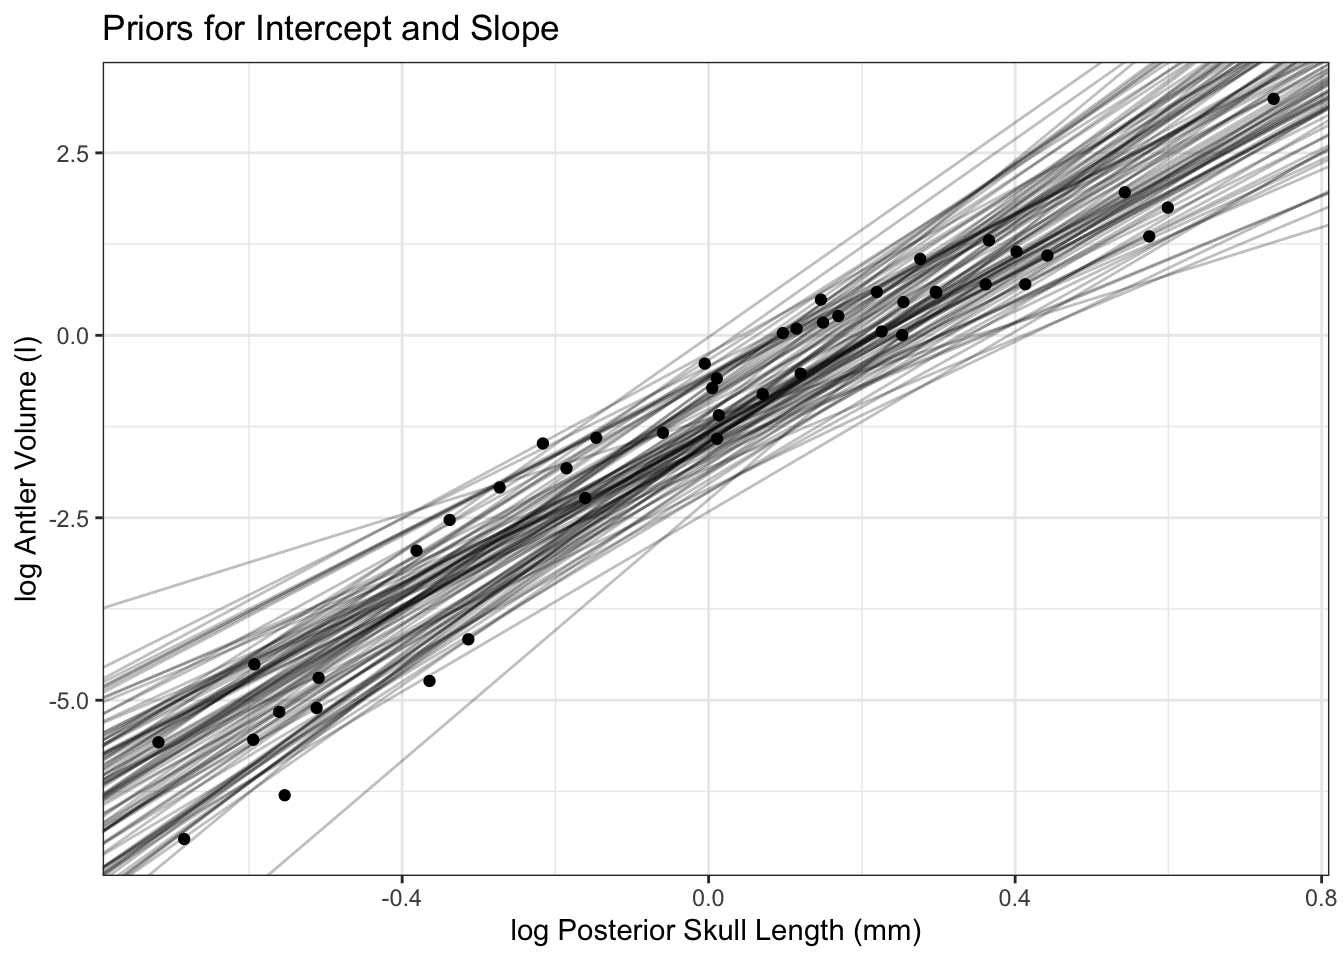 Priors for Intercept and Slope
log Antler Volume (l)
2.5
0.0
-2.5
-5.0
-0.4
0.0
0.4
0.8
log Posterior Skull Length (mm)